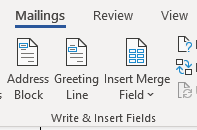 Mailings Review View
Address Greeting Insert Merge
Block Line Field
Write & Insert Fields